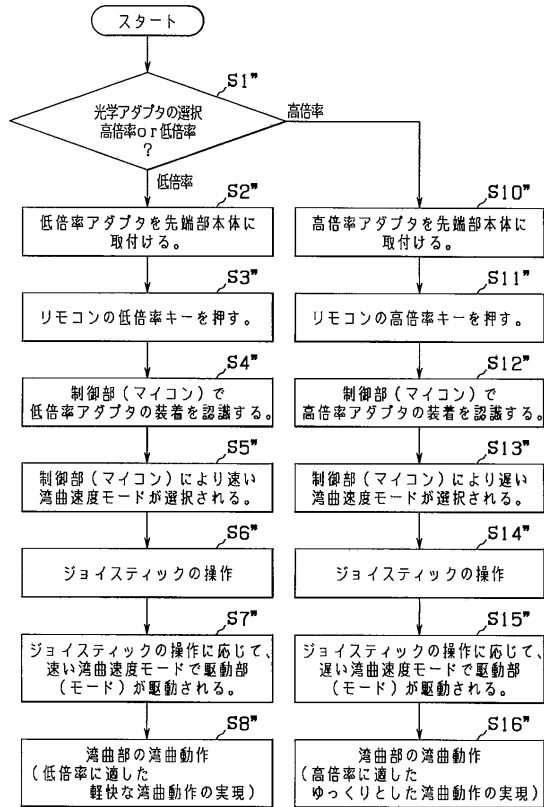 スタート
S1"
光学アダプタの選択
高倍率or低倍率
?
高倍率
低倍率
S2"
低倍率アダプタを先端部本体に
取付ける。
S3"
リモコンの低倍率キーを押す。
S4"
制御部(マイコン)で
低倍率アダプタの装着を認識する。
S5"
制御部(マイコン)により速い
湾曲速度モードが選択される。
S6"
ジョイスティックの操作
S7"
ジョイスティックの操作に応じて、
速い湾曲速度モードで駆動部
(モード)が駆動される。
S8"
湾曲部の湾曲動作
(低倍率に適した
軽快な湾曲動作の実現)
S10"
高倍率アダプタを先端部本体に
取付ける。
S11"
リモコンの高倍率キーを押す。
S12"
制御部(マイコン)で
高倍率アダプタの装着を認識する。
S13"
制御部(マイコン)により遅い
湾曲速度モードが選択される。
S14"
ジョイスティックの操作
S15"
ジョイスティックの操作に応じて、
遅い湾曲速度モードで駆動部
(モード)が駆動される。
S16"
湾曲部の湾曲動作
(高倍率に適した
ゆっくりとした湾曲動作の実現)